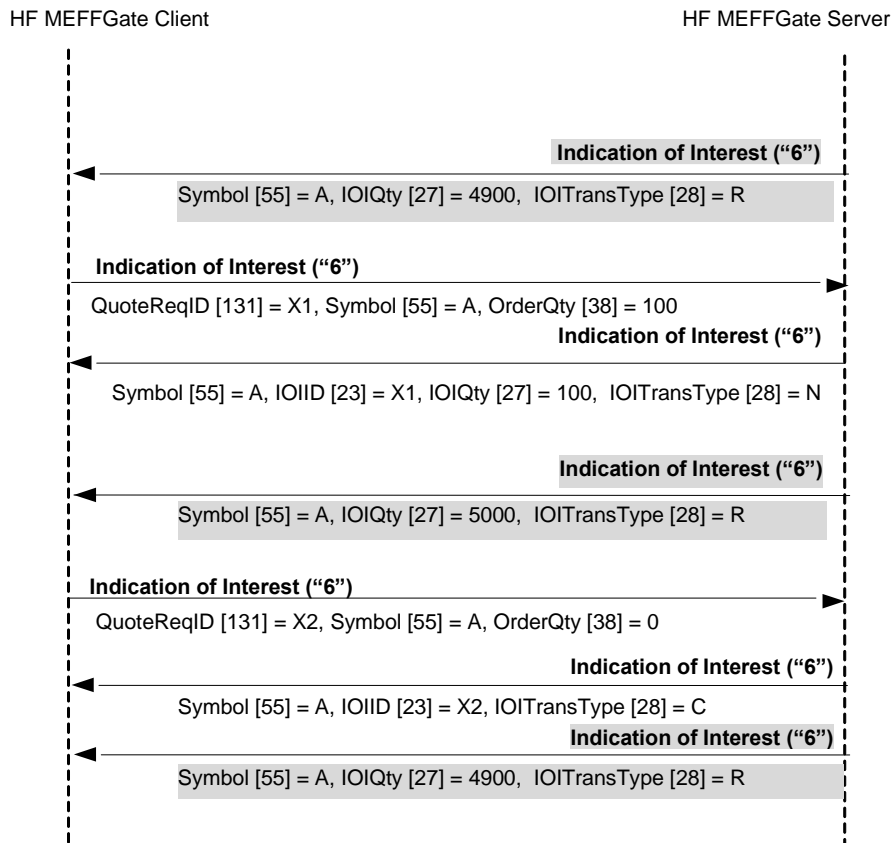 HF MEFFGate Client
HF MEFFGate Server
Indication of Interest (“6”)
Symbol [55] = A, IOIQty [27] = 4900, IOITransType [28] = R
Indication of Interest (“6”)
QuoteReqID [131] = X1, Symbol [55] = A, OrderQty [38] = 100
Indication of Interest (“6”)
Symbol [55] = A, IOIID [23] = X1, IOIQty [27] = 100, IOITransType [28] = N
Indication of Interest (“6”)
Symbol [55] = A, IOIQty [27] = 5000, IOITransType [28] = R
Indication of Interest (“6”)
QuoteReqID [131] = X2, Symbol [55] = A, OrderQty [38] = 0
Indication of Interest (“6”)
Symbol [55] = A, IOIID [23] = X2, IOITransType [28] = C
Indication of Interest (“6”)
Symbol [55] = A, IOIQty [27] = 4900, IOITransType [28] = R